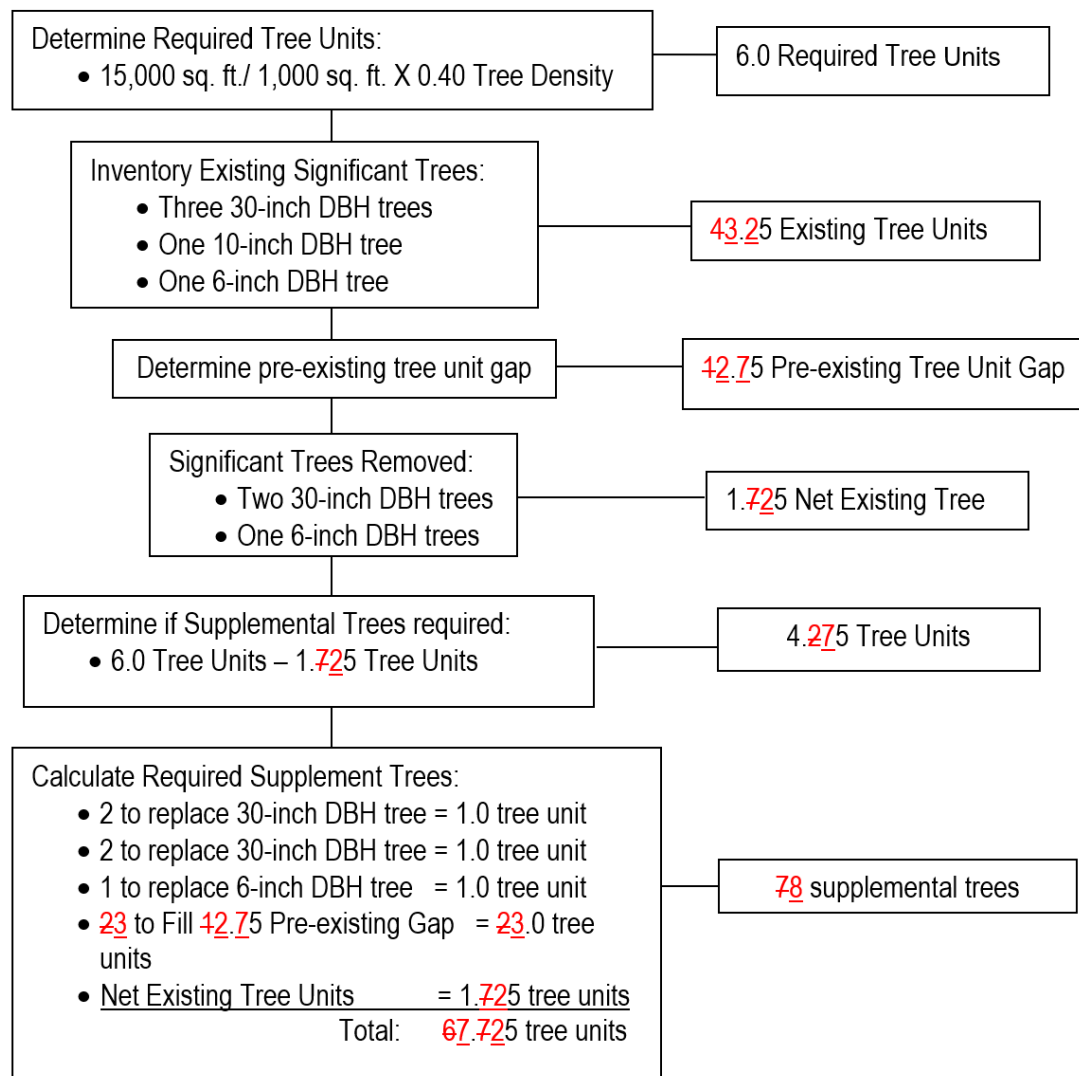 Determine Required Tree Units:
• 15,000 sq. ft./ 1,000 sq. ft. X 0.40 Tree Density
6.0 Required Tree Units
Inventory Existing Significant Trees:
• Three 30-inch DBH trees
• One 10-inch DBH tree
• One 6-inch DBH tree
43.25 Existing Tree Units
Determine pre-existing tree unit gap
12.75 Pre-existing Tree Unit Gap
Significant Trees Removed:
• Two 30-inch DBH trees
• One 6-inch DBH trees
1.725 Net Existing Tree
Determine if Supplemental Trees required:
• 6.0 Tree Units – 1.725 Tree Units
4.275 Tree Units
Calculate Required Supplement Trees:
• 2 to replace 30-inch DBH tree = 1.0 tree unit
• 2 to replace 30-inch DBH tree = 1.0 tree unit
• 1 to replace 6-inch DBH tree = 1.0 tree unit
• 23 to Fill 12.75 Pre-existing Gap = 23.0 tree
units
• Net Existing Tree Units = 1.725 tree units
Total: 67.725 tree units
78 supplemental trees